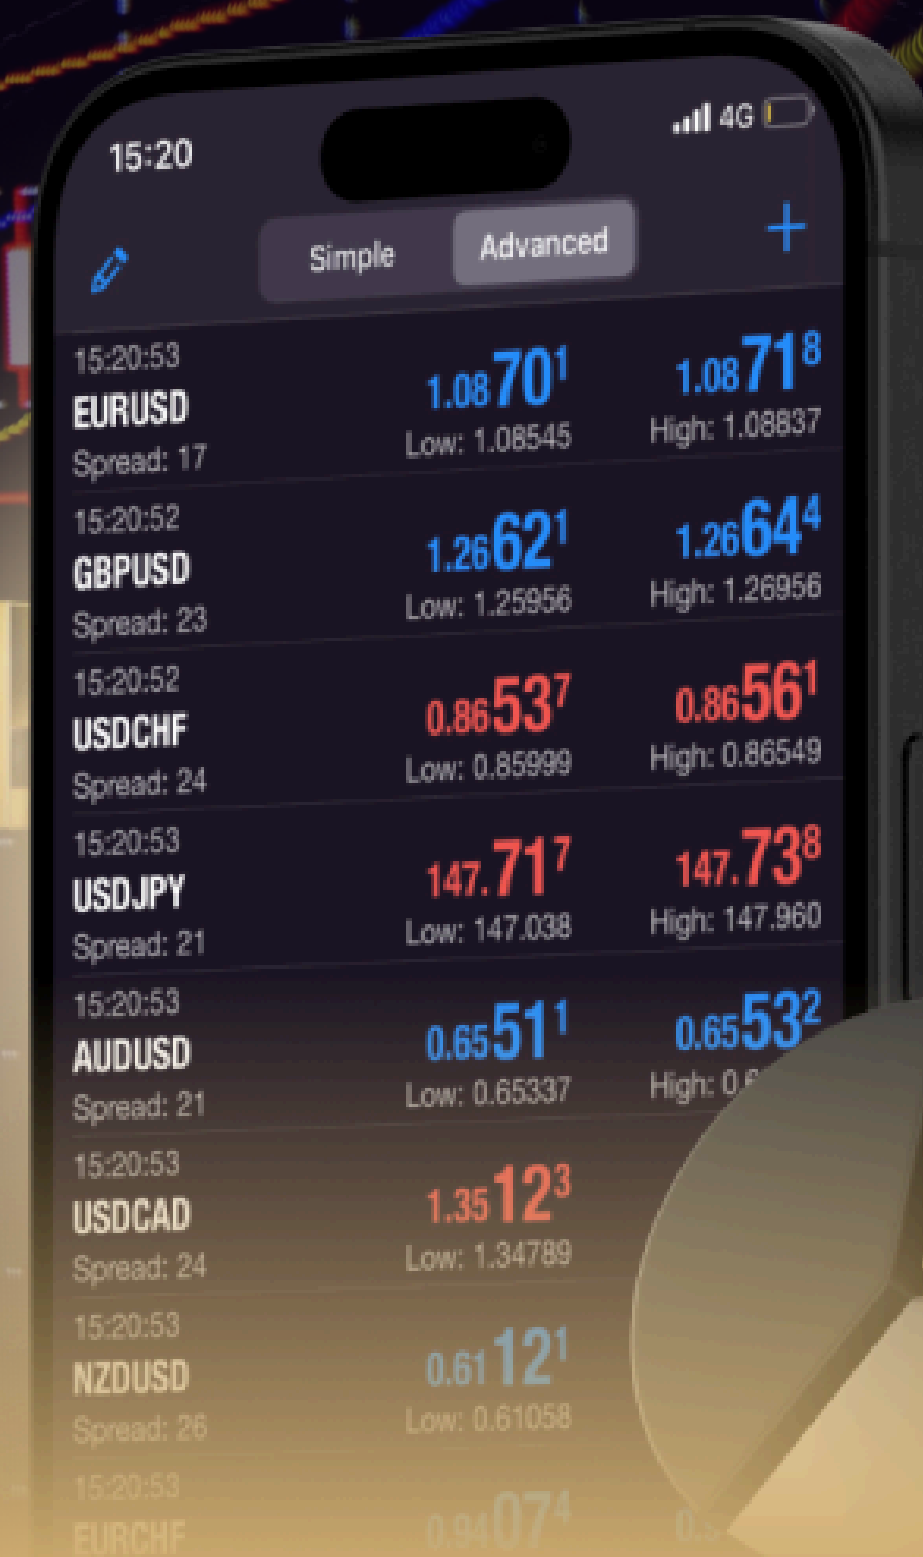 15:20 4G
Simple Advanced +
15:20:53
EURUSD 1.08701 1.08718
Spread: 17 Low: 1.08545 High: 1.08837
15:20:52
GBPUSD 1.26621 1.26644
Spread: 23 Low: 1.25956 High: 1.26956
15:20:52
USDCHF 0.86537 0.86561
Spread: 24 Low: 0.85999 High: 0.86549
15:20:53
USDJPY 147.717 147.738
Spread: 21 Low: 147.038 High: 147.960
15:20:53
AUDUSD 0.65511 0.65532
Spread: 21 Low: 0.65337 High:
15:20:53
USDCAD 1.35123
Spread: 24 Low: 1.34789
15:20:53
NZDUSD 0.61121
Spread: 26 Low: 0.61058
15:20:53
EURCHF 0.94074